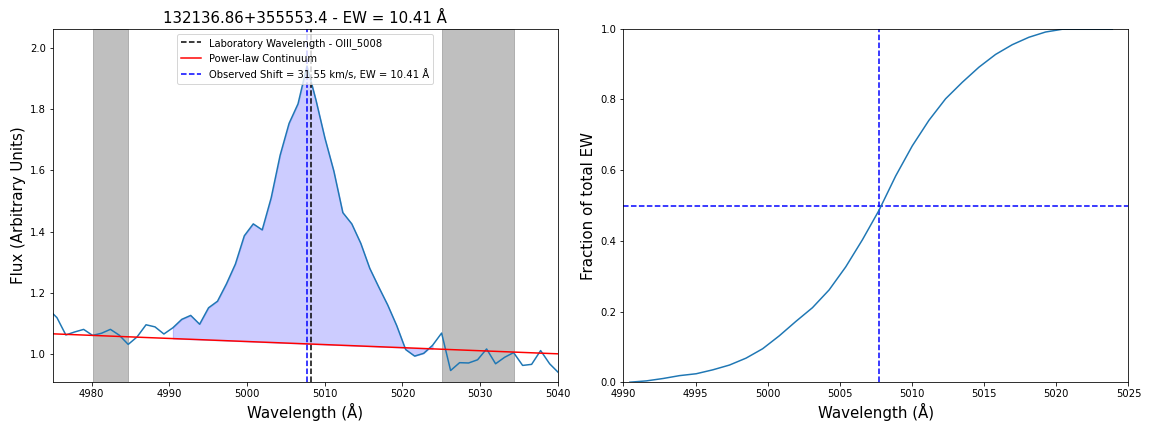 132136.86+355553.4 - EW = 10.41 Å
Laboratory Wavelength - OIII_5008
Power-law Continuum
Observed Shift = 31.55 km/s, EW = 10.41 Å
Flux (Arbitrary Units)
2.0
1.8
1.6
1.4
1.2
1.0
4980 4990 5000 5010 5020 5030 5040
Wavelength (Å)
Fraction of total EW
1.0
0.8
0.6
0.4
0.2
0.0
4990 4995 5000 5005 5010 5015 5020 5025
Wavelength (Å)